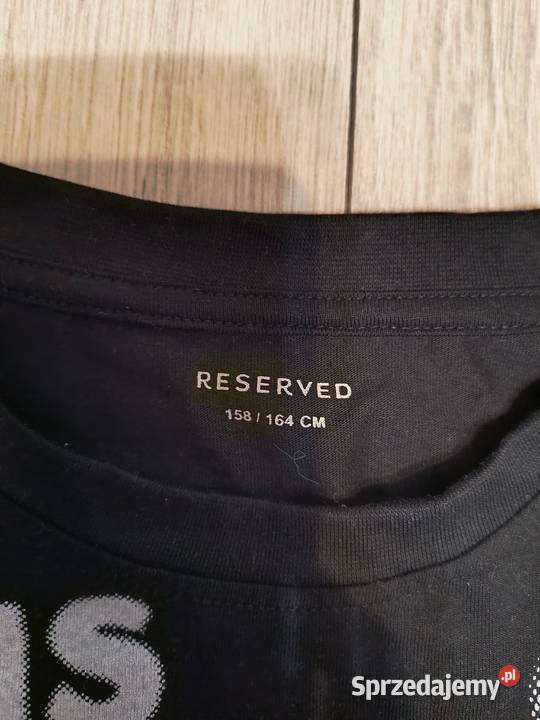 RESERVED
158 / 164 CM
Sprzedajemy.pl